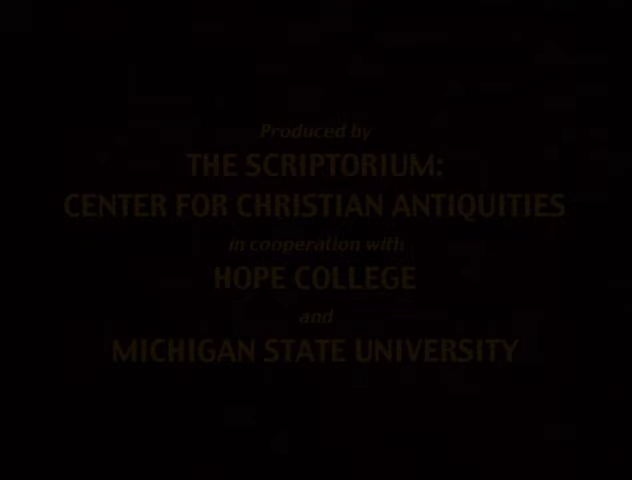 Produced by
THE SCRIPTORIUM:
CENTER FOR CHRISTIAN ANTIQUITIES
in cooperation with
HOPE COLLEGE
and
MICHIGAN STATE UNIVERSITY